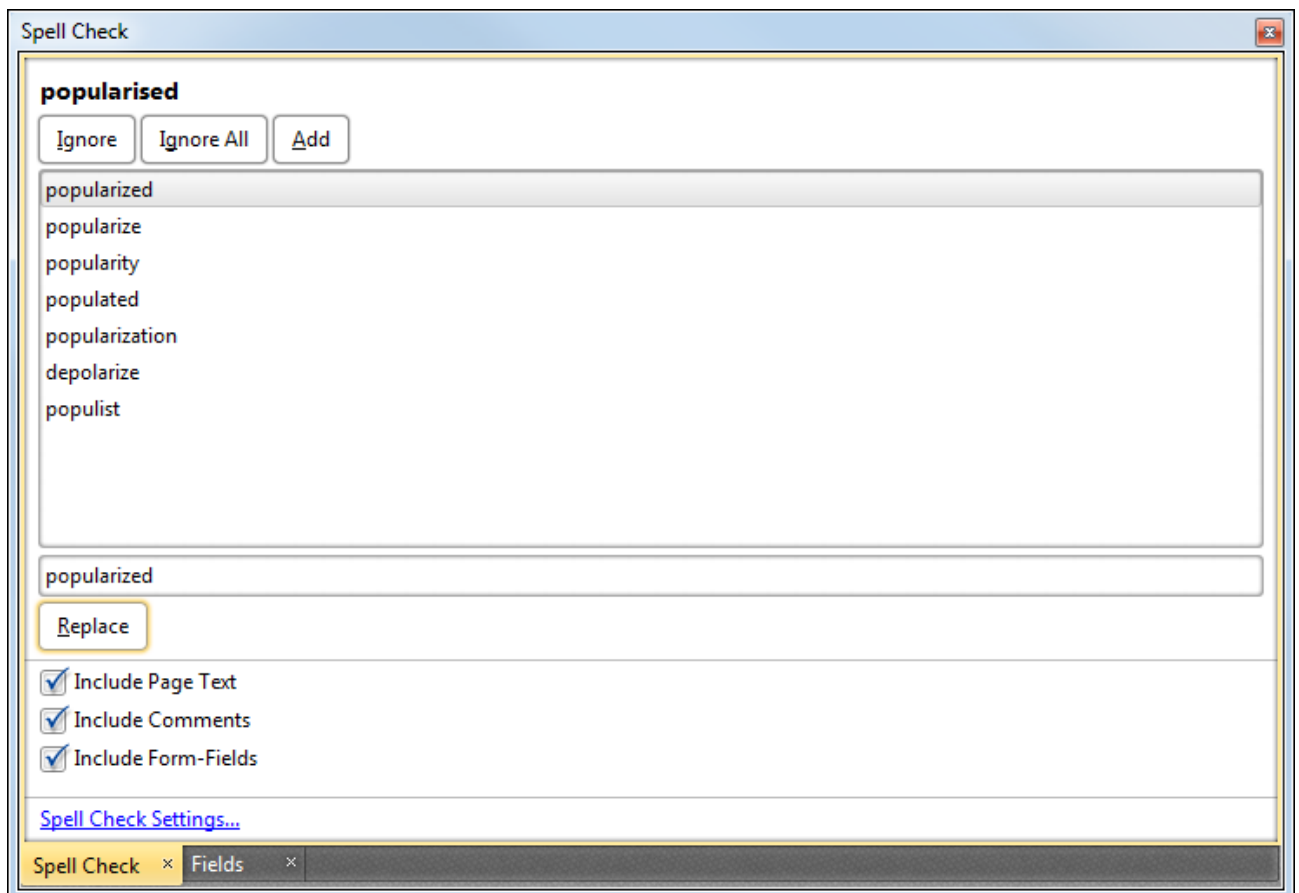 Spell Check
popularised
Ignore Ignore All Add
popularized
popularize
popularity
populated
popularization
depolarize
populist
popularized
Replace
Include Page Text
Include Comments
Include Form-Fields
Spell Check Settings...
Spell Check × Fields ×